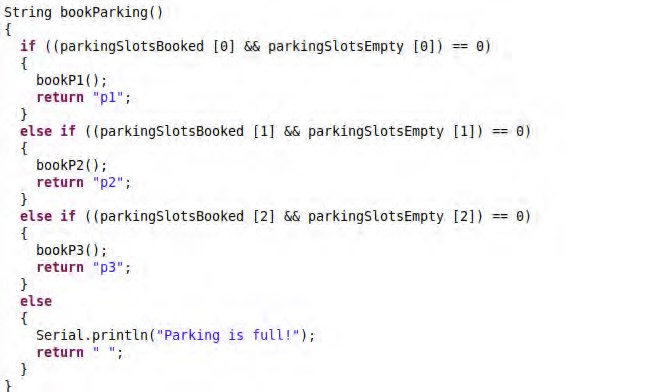 String bookParking()
{
  if ((parkingSlotsBooked [0] && parkingSlotsEmpty [0]) == 0)
  {
    bookP1();
    return "p1";
  }
  else if ((parkingSlotsBooked [1] && parkingSlotsEmpty [1]) == 0)
  {
    bookP2();
    return "p2";
  }
  else if ((parkingSlotsBooked [2] && parkingSlotsEmpty [2]) == 0)
  {
    bookP3();
    return "p3";
  }
  else
  {
    Serial.println("Parking is full!");
    return " ";
  }
}